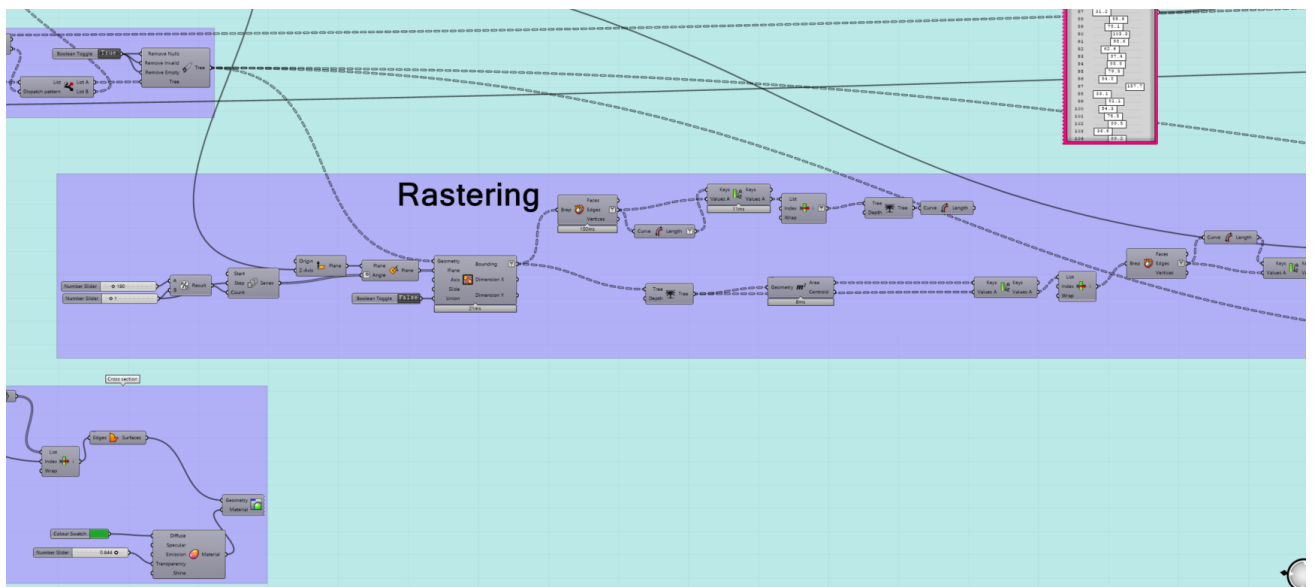 Boolean Toggle True
Remove Nulls
Remove Invalid
Remove Empty
Tree
Tree
List
Dispatch pattern
List A
List B
Rastering
Number Slider 180
Number Slider 1
A
B
Result
Start
Step
Count
Series
Origin
Z-Axis
Plane
Plane
Angle
Plane
Boolean Toggle False
Geometry
Plane
Axis
Slide
Union
Bounding
Dimension X
Dimension Y
21ms
Brep
Faces
Edges
Vertices
Curve Length
Keys
Values A
Keys
Values A
11ms
List
Index
Wrap
i
Tree
Depth
Tree
Curve Length
Tree
Depth
Tree
Geometry
Area
Centroid
8ms
Keys
Values A
Keys
Values A
List
Index
Wrap
i
Brep
Faces
Edges
Vertices
Curve Length
Keys
Values A
Cross section
List
Index
Wrap
i
Edges Surfaces
Geometry
Material
Colour Swatch
Number Slider 0.644
Diffuse
Specular
Emission
Transparency
Shine
Material